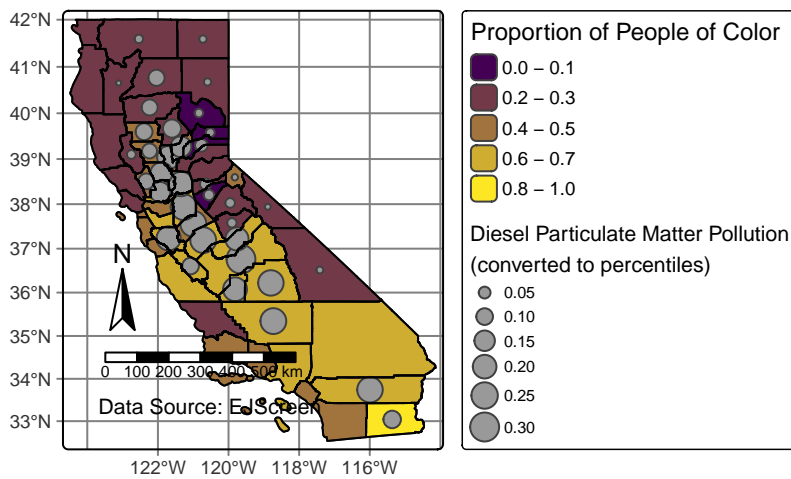 42°N
41°N
40°N
39°N
38°N
37°N
36°N
35°N
34°N
33°N
N
0 100 200 300 400 500 km
Data Source: EJScreen
122°W 120°W 118°W 116°W
Proportion of People of Color
0.0 – 0.1
0.2 – 0.3
0.4 – 0.5
0.6 – 0.7
0.8 – 1.0
Diesel Particulate Matter Pollution
(converted to percentiles)
0.05
0.10
0.15
0.20
0.25
0.30